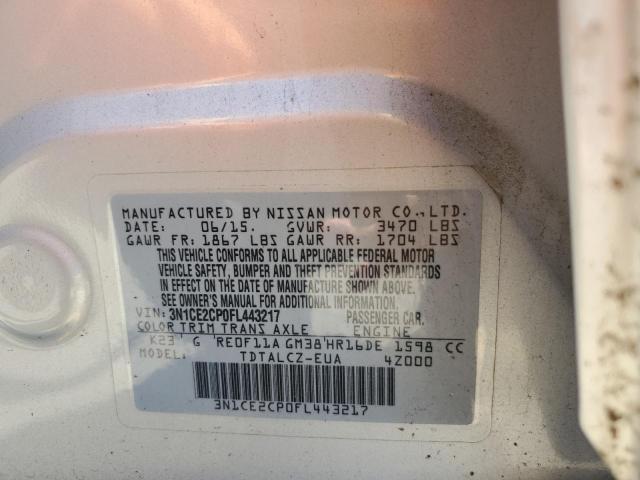 MANUFACTURED BY NISSAN MOTOR CO.,LTD.
DATE: 06/15. GVWR: 3470 LBS
GAWR FR: 1867 LBS GAWR RR: 1704 LBS
THIS VEHICLE CONFORMS TO ALL APPLICABLE FEDERAL MOTOR
VEHICLE SAFETY, BUMPER AND THEFT PREVENTION STANDARDS
IN EFFECT ON THE DATE OF MANUFACTURE SHOWN ABOVE.
SEE OWNER'S MANUAL FOR ADDITIONAL INFORMATION
VIN: 3N1CE2CP0FL443217 PASSENGER CAR.
COLOR TRIM TRANS AXLE ENGINE
K23 G RE0F11A GM38 HR16DE 1598 CC
MODEL: TDTALCZ-EUA 4Z000
3N1CE2CP0FL443217